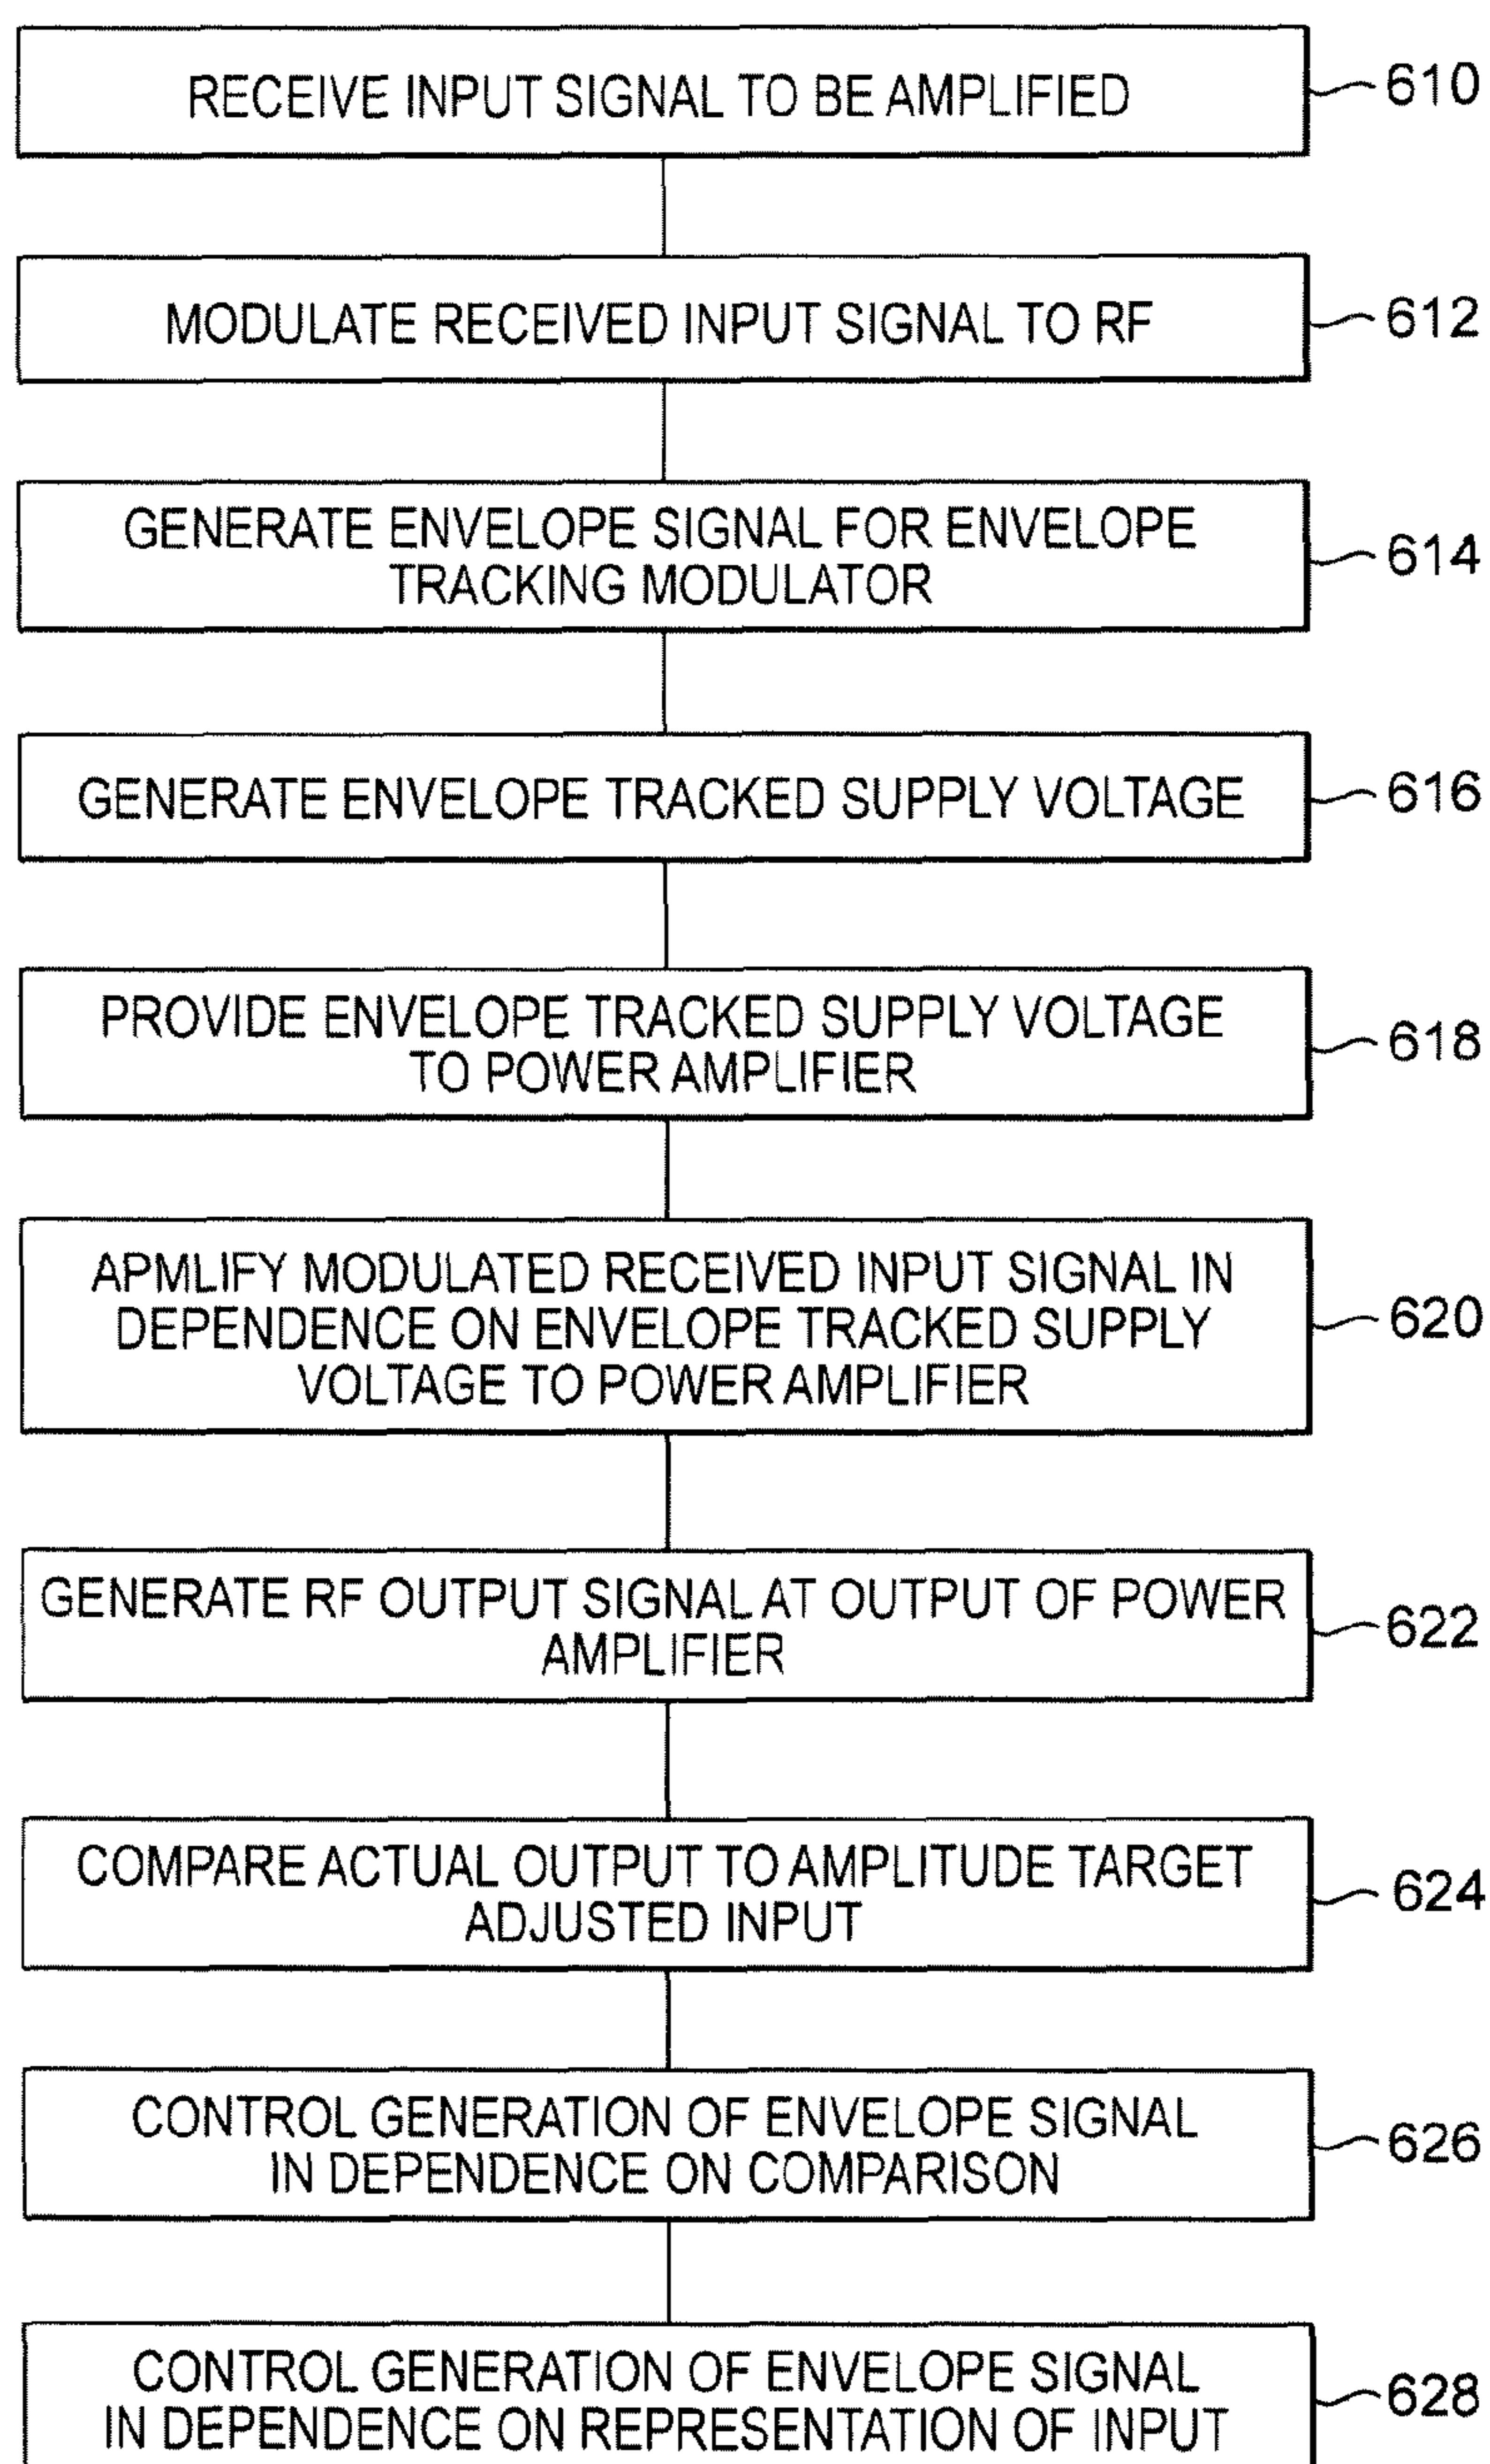 RECEIVE INPUT SIGNAL TO BE AMPLIFIED
610
MODULATE RECEIVED INPUT SIGNAL TO RF
612
GENERATE ENVELOPE SIGNAL FOR ENVELOPE
TRACKING MODULATOR
614
GENERATE ENVELOPE TRACKED SUPPLY VOLTAGE
616
PROVIDE ENVELOPE TRACKED SUPPLY VOLTAGE
TO POWER AMPLIFIER
618
APMLIFY MODULATED RECEIVED INPUT SIGNAL IN
DEPENDENCE ON ENVELOPE TRACKED SUPPLY
VOLTAGE TO POWER AMPLIFIER
620
GENERATE RF OUTPUT SIGNAL AT OUTPUT OF POWER
AMPLIFIER
622
COMPARE ACTUAL OUTPUT TO AMPLITUDE TARGET
ADJUSTED INPUT
624
CONTROL GENERATION OF ENVELOPE SIGNAL
IN DEPENDENCE ON COMPARISON
626
CONTROL GENERATION OF ENVELOPE SIGNAL
IN DEPENDENCE ON REPRESENTATION OF INPUT
628